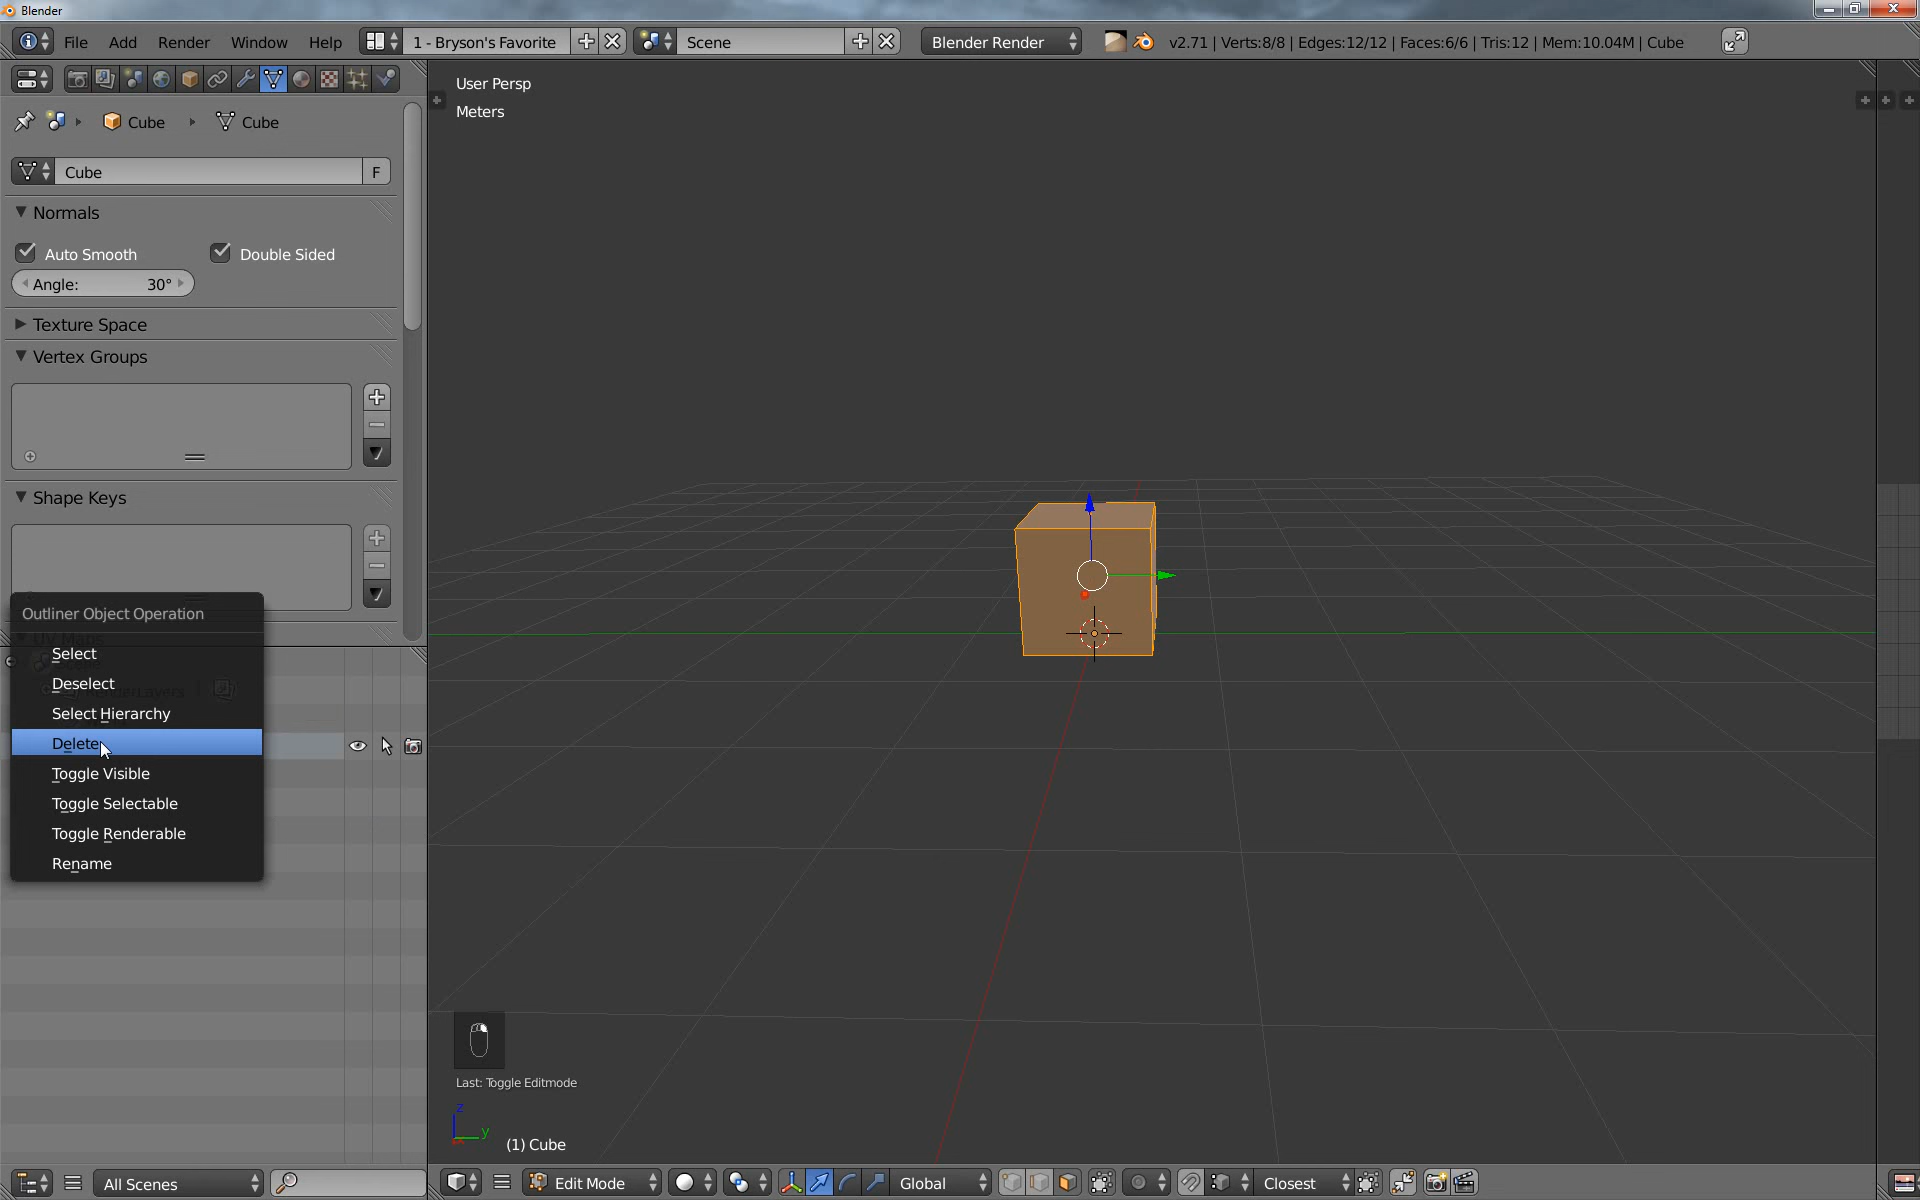 Blender
File Add Render Window Help 1 - Bryson's Favorite Scene Blender Render v2.71 | Verts:8/8 | Edges:12/12 | Faces:6/6 | Tris:12 | Mem:10.04M | Cube
Cube Cube
Cube F
Normals
Auto Smooth Double Sided
Angle: 30°
Texture Space
Vertex Groups
Shape Keys
UV Maps
Outliner Object Operation
Select
Deselect
RenderLayers
Select Hierarchy
Delete
Toggle Visible
Toggle Selectable
Toggle Renderable
Rename
All Scenes
User Persp
Meters
Last: Toggle Editmode
z
y
(1) Cube
Edit Mode Global Closest